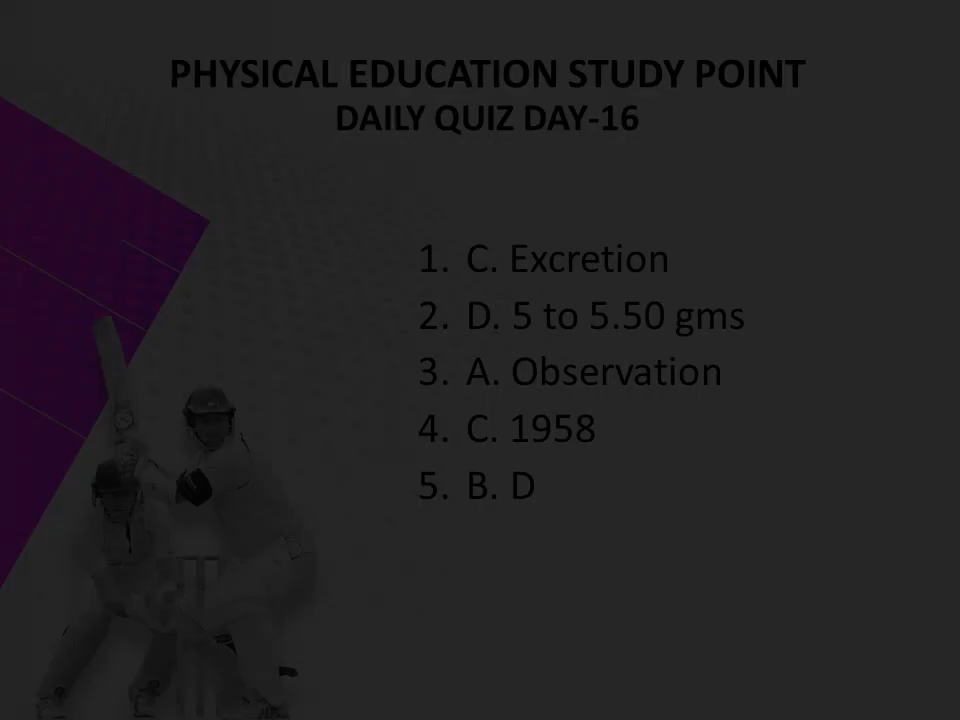 PHYSICAL EDUCATION STUDY POINT
DAILY QUIZ DAY-16
1. C. Excretion
2. D. 5 to 5.50 gms
3. A. Observation
4. C. 1958
5. B. D